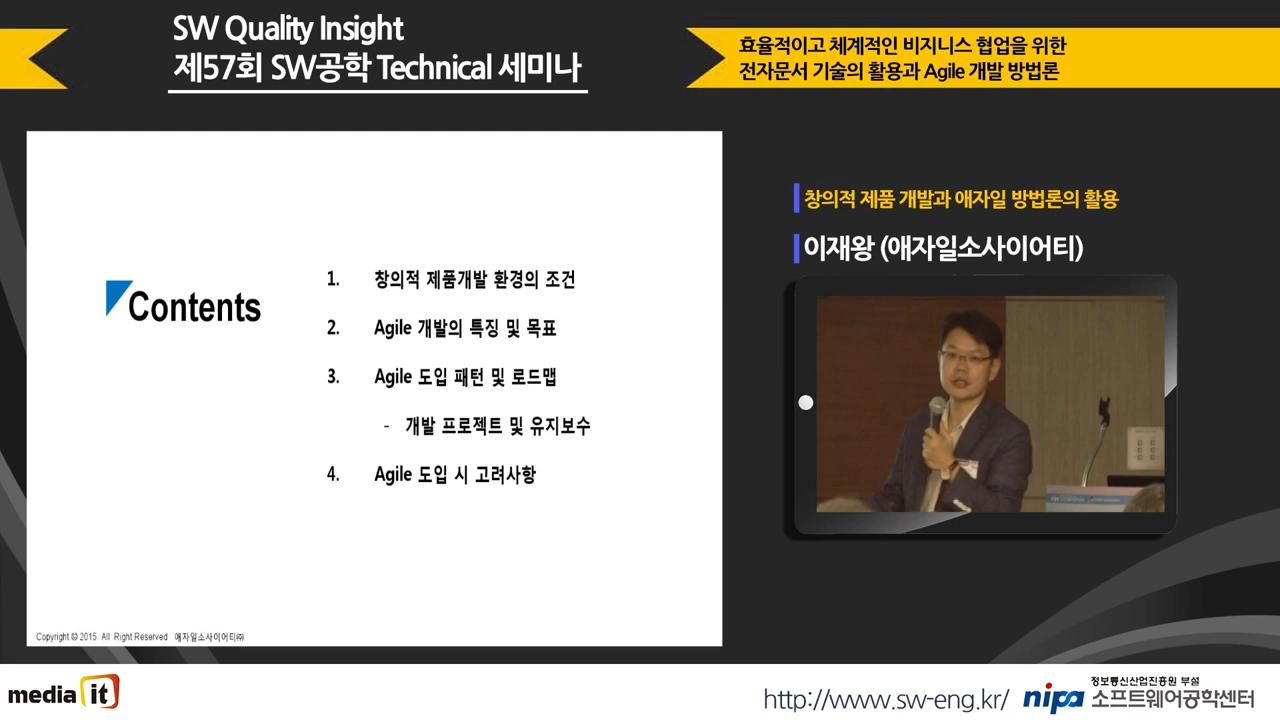 SW Quality Insight
제57회 SW공학 Technical 세미나
효율적이고 체계적인 비지니스 협업을 위한
전자문서 기술의 활용과 Agile 개발 방법론
Contents
1. 창의적 제품개발 환경의 조건
2. Agile 개발의 특징 및 목표
3. Agile 도입 패턴 및 로드맵
- 개발 프로젝트 및 유지보수
4. Agile 도입 시 고려사항
Copyright © 2015 All Right Reserved 애자일소사이어티㈜
창의적 제품 개발과 애자일 방법론의 활용
이재왕 (애자일소사이어티)
media it
http://www.sw-eng.kr/
nipa
정보통신산업진흥원 부설
소프트웨어공학센터